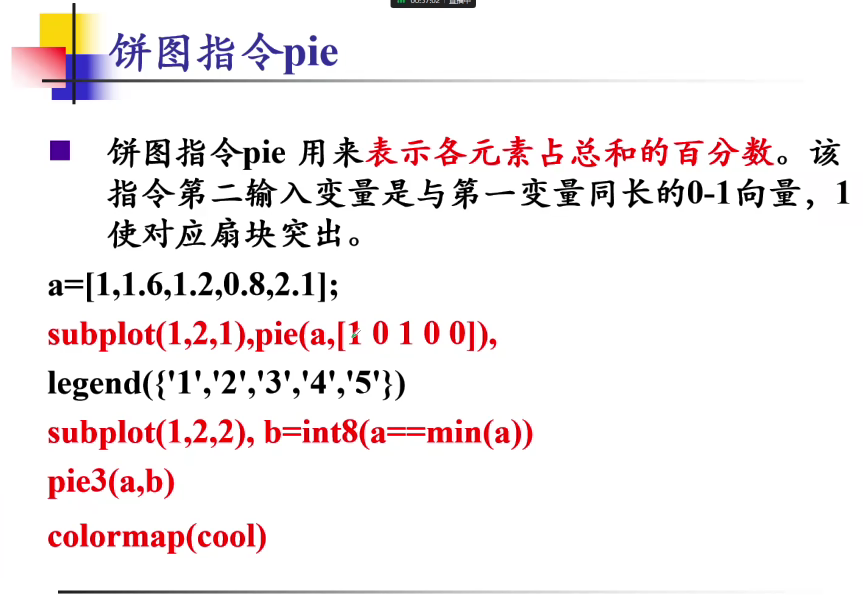 饼图指令pie
饼图指令pie 用来表示各元素占总和的百分数。该
指令第二输入变量是与第一变量同长的0-1向量，1
使对应扇块突出。
a=[1,1.6,1.2,0.8,2.1];
subplot(1,2,1),pie(a,[1 0 1 0 0]),
legend({'1','2','3','4','5'})
subplot(1,2,2), b=int8(a==min(a))
pie3(a,b)
colormap(cool)